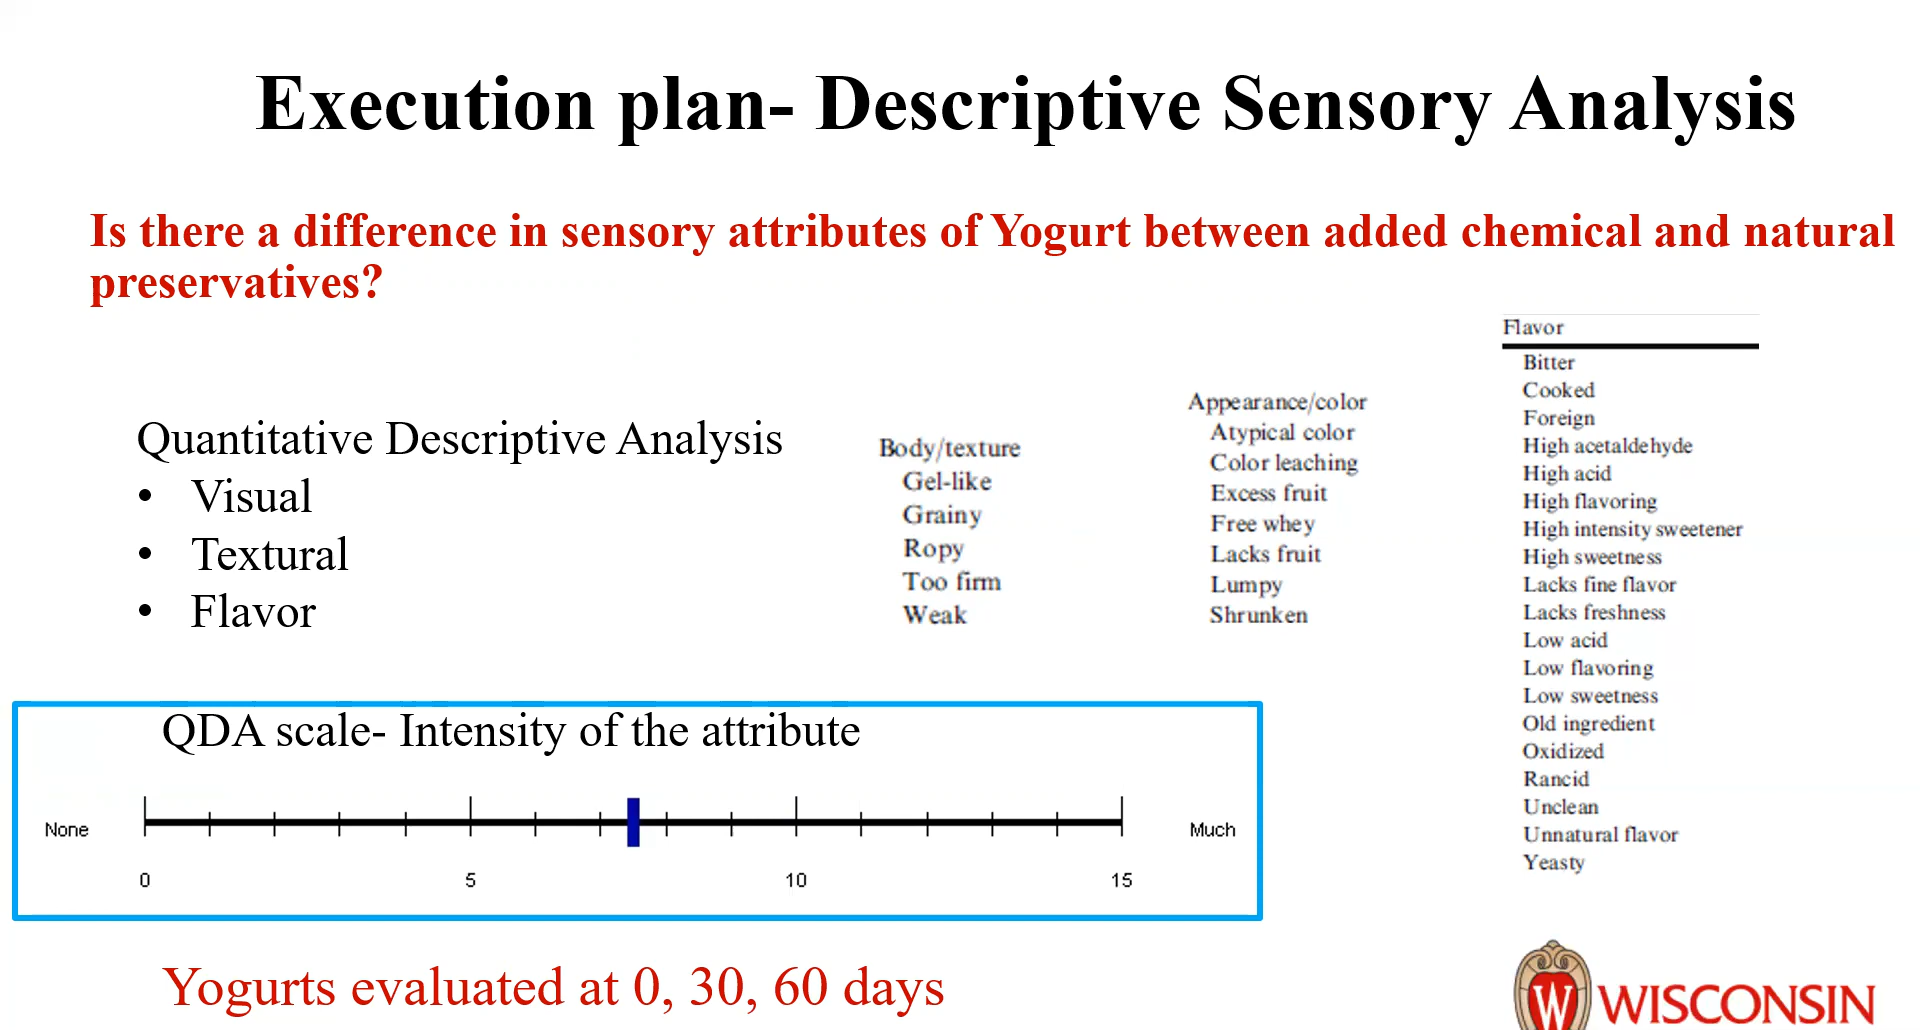 Execution plan- Descriptive Sensory Analysis
Is there a difference in sensory attributes of Yogurt between added chemical and natural
preservatives?
Quantitative Descriptive Analysis
• Visual
• Textural
• Flavor
Body/texture
Gel-like
Grainy
Ropy
Too firm
Weak
Appearance/color
Atypical color
Color leaching
Excess fruit
Free whey
Lacks fruit
Lumpy
Shrunken
Flavor
Bitter
Cooked
Foreign
High acetaldehyde
High acid
High flavoring
High intensity sweetener
High sweetness
Lacks fine flavor
Lacks freshness
Low acid
Low flavoring
Low sweetness
Old ingredient
Oxidized
Rancid
Unclean
Unnatural flavor
Yeasty
QDA scale- Intensity of the attribute
None
Much
0 5 10 15
Yogurts evaluated at 0, 30, 60 days
W WISCONSIN